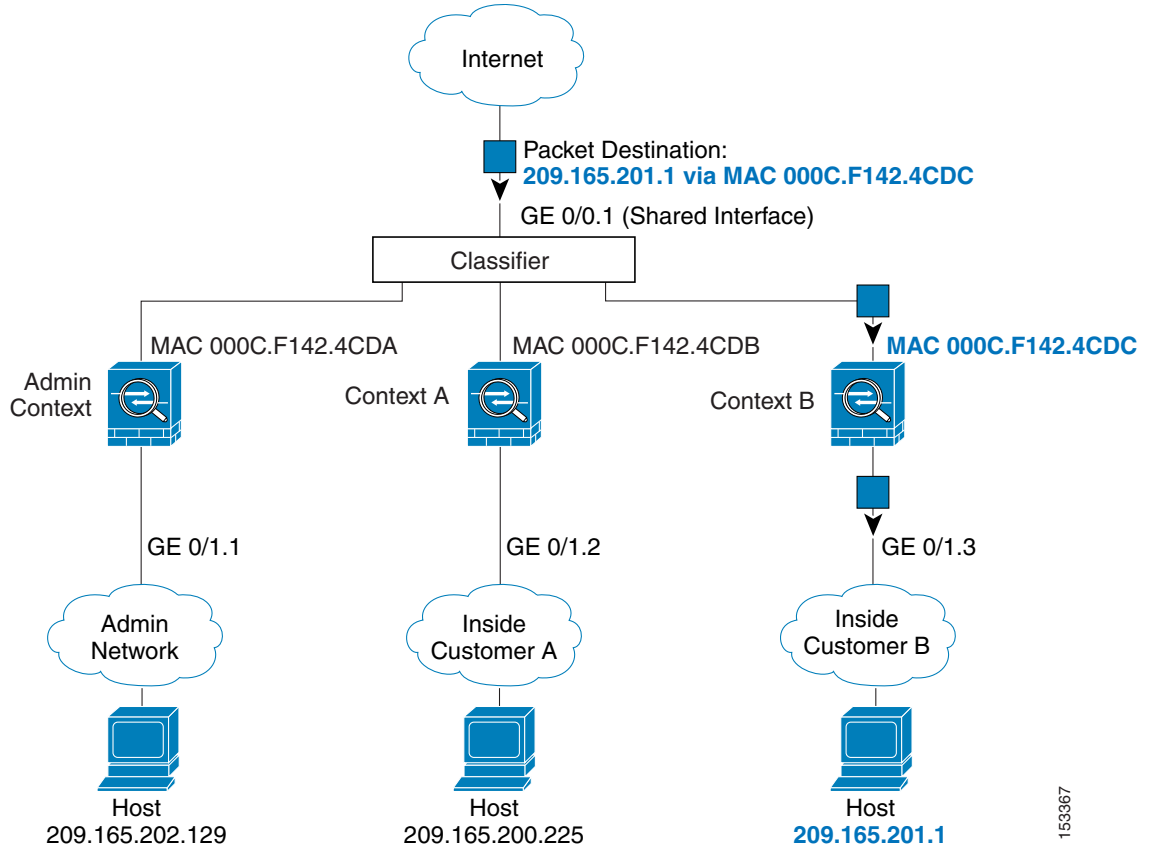 Internet
Packet Destination:
209.165.201.1 via MAC 000C.F142.4CDC
GE 0/0.1 (Shared Interface)
Classifier
MAC 000C.F142.4CDA
MAC 000C.F142.4CDB
MAC 000C.F142.4CDC
Admin
Context
Context A
Context B
GE 0/1.1
GE 0/1.2
GE 0/1.3
Admin
Network
Inside
Customer A
Inside
Customer B
Host
209.165.202.129
Host
209.165.200.225
Host
209.165.201.1
153367